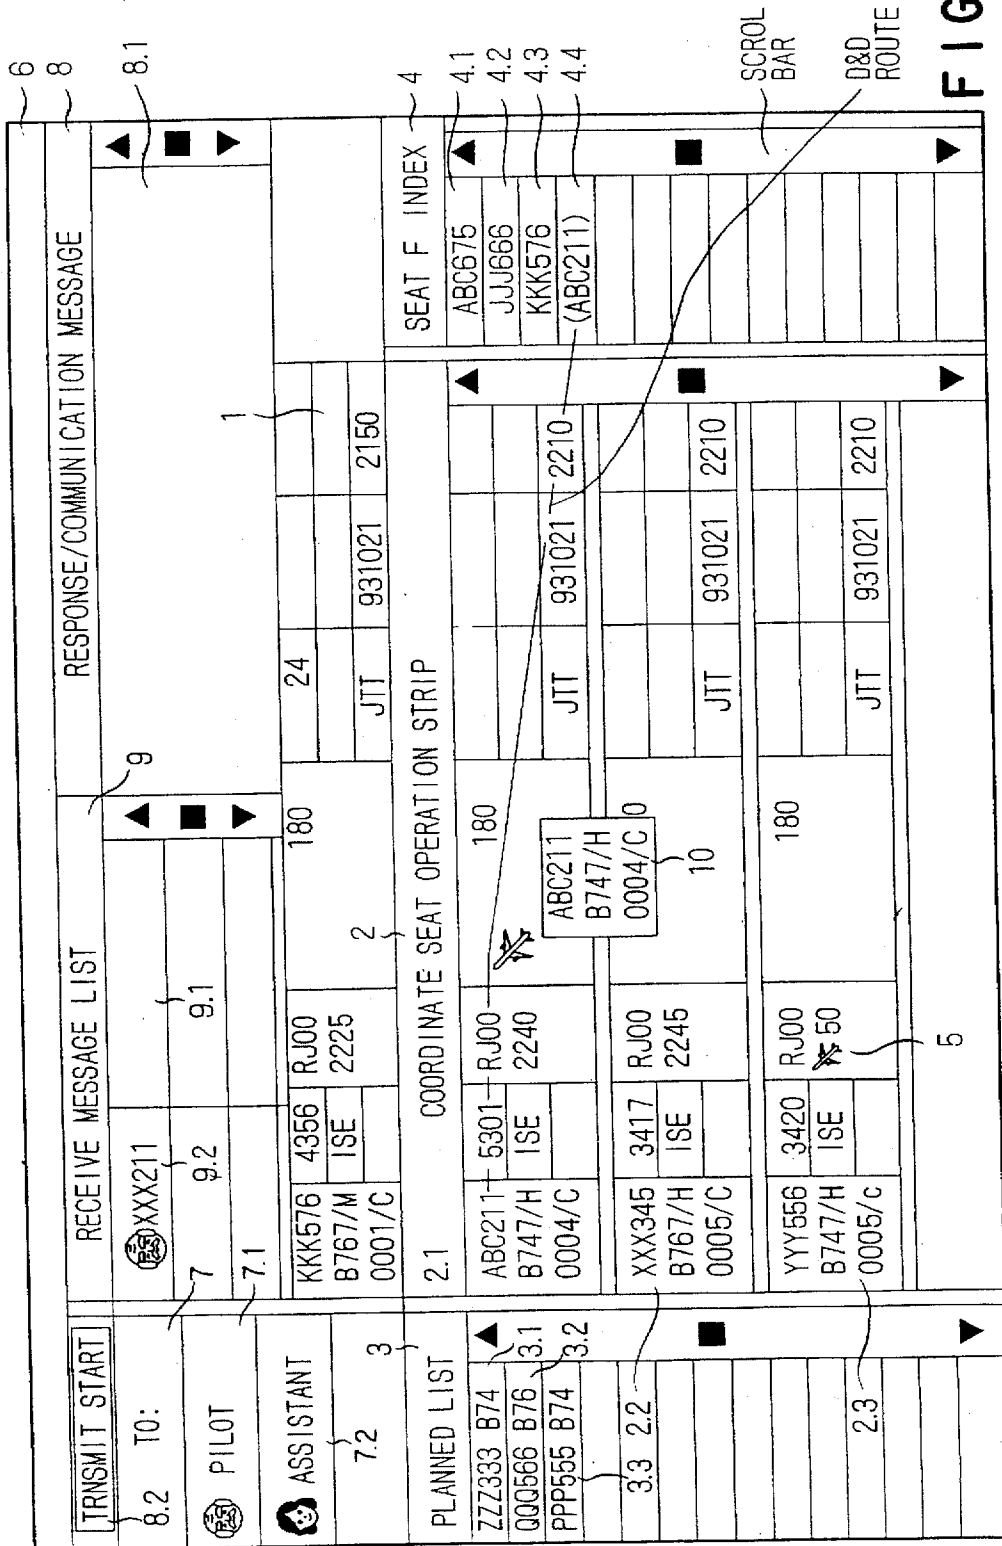 6
8
8.1
TRNSMIT START
8.2
TO:
7
PILOT
7.1
ASSISTANT
7.2
RECEIVE MESSAGE LIST
9
XXX211
9.2
9.1
RESPONSE/COMMUNICATION MESSAGE
KKK576
B767/M
0001/C
4356
ISE
RJOO
2225
180
24
JTT
931021
2150
1
3
PLANNED LIST
ZZZ333 B74
QQQ566 B76
PPP555 B74
3.1
3.2
3.3
2
COORDINATE SEAT OPERATION STRIP
2.1
ABC211
B747/H
0004/C
5301
ISE
RJOO
2240
180
JTT
931021
2210
ABC211
B747/H
0004/C
0
10
2.2
XXX345
B767/H
0005/C
3417
ISE
RJOO
2245
JTT
931021
2210
2.3
YYY556
B747/H
0005/c
3420
ISE
RJOO
50
5
180
JTT
931021
2210
SEAT F INDEX
4
ABC675
4.1
JJJ666
4.2
KKK576
4.3
(ABC211)
4.4
SCROL
BAR
D&D
ROUTE
FIG